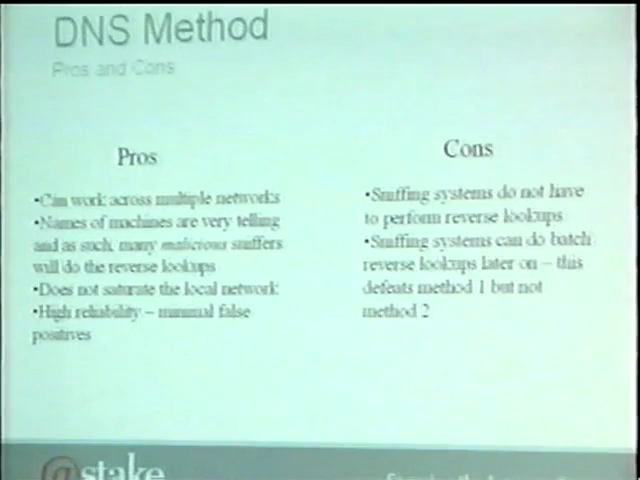 DNS Method
Pros and Cons
Pros
•Can work across multiple networks
•Names of machines are very telling
and as such, many malicious sniffers
will do the reverse lookups
•Does not saturate the local network
•High reliability – minimal false
positives
Cons
•Sniffing systems do not have
to perform reverse lookups
•Sniffing systems can do batch
reverse lookups later on – this
defeats method 1 but not
method 2
@stake